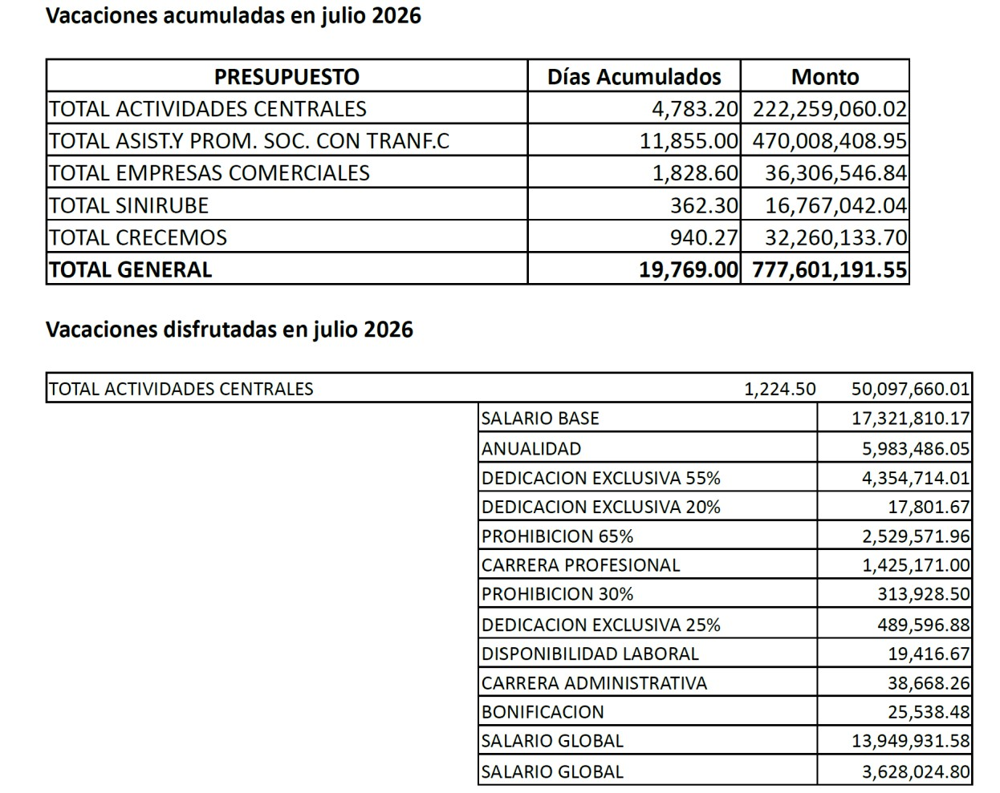 Vacaciones acumuladas en julio 2026
PRESUPUESTO Días Acumulados Monto
TOTAL ACTIVIDADES CENTRALES 4,783.20 222,259,060.02
TOTAL ASIST.Y PROM. SOC. CON TRANF.C 11,855.00 470,008,408.95
TOTAL EMPRESAS COMERCIALES 1,828.60 36,306,546.84
TOTAL SINIRUBE 362.30 16,767,042.04
TOTAL CRECEMOS 940.27 32,260,133.70
TOTAL GENERAL 19,769.00 777,601,191.55
Vacaciones disfrutadas en julio 2026
TOTAL ACTIVIDADES CENTRALES 1,224.50 50,097,660.01
SALARIO BASE 17,321,810.17
ANUALIDAD 5,983,486.05
DEDICACION EXCLUSIVA 55% 4,354,714.01
DEDICACION EXCLUSIVA 20% 17,801.67
PROHIBICION 65% 2,529,571.96
CARRERA PROFESIONAL 1,425,171.00
PROHIBICION 30% 313,928.50
DEDICACION EXCLUSIVA 25% 489,596.88
DISPONIBILIDAD LABORAL 19,416.67
CARRERA ADMINISTRATIVA 38,668.26
BONIFICACION 25,538.48
SALARIO GLOBAL 13,949,931.58
SALARIO GLOBAL 3,628,024.80